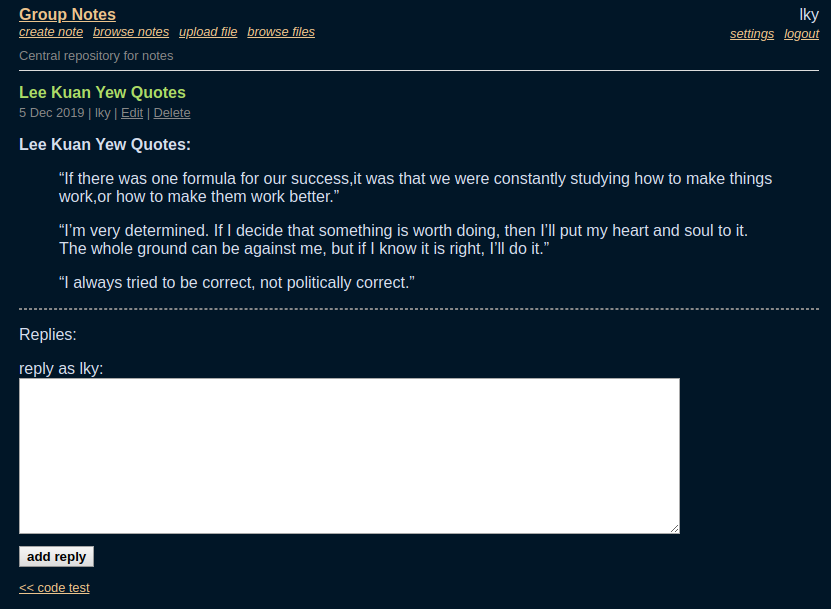 Group Notes lky
create note browse notes upload file browse files settings logout
Central repository for notes
Lee Kuan Yew Quotes
5 Dec 2019 | lky | Edit | Delete
Lee Kuan Yew Quotes:
“If there was one formula for our success,it was that we were constantly studying how to make things
work,or how to make them work better.”
“I’m very determined. If I decide that something is worth doing, then I’ll put my heart and soul to it.
The whole ground can be against me, but if I know it is right, I’ll do it.”
“I always tried to be correct, not politically correct.”
Replies:
reply as lky:
add reply
<< code test